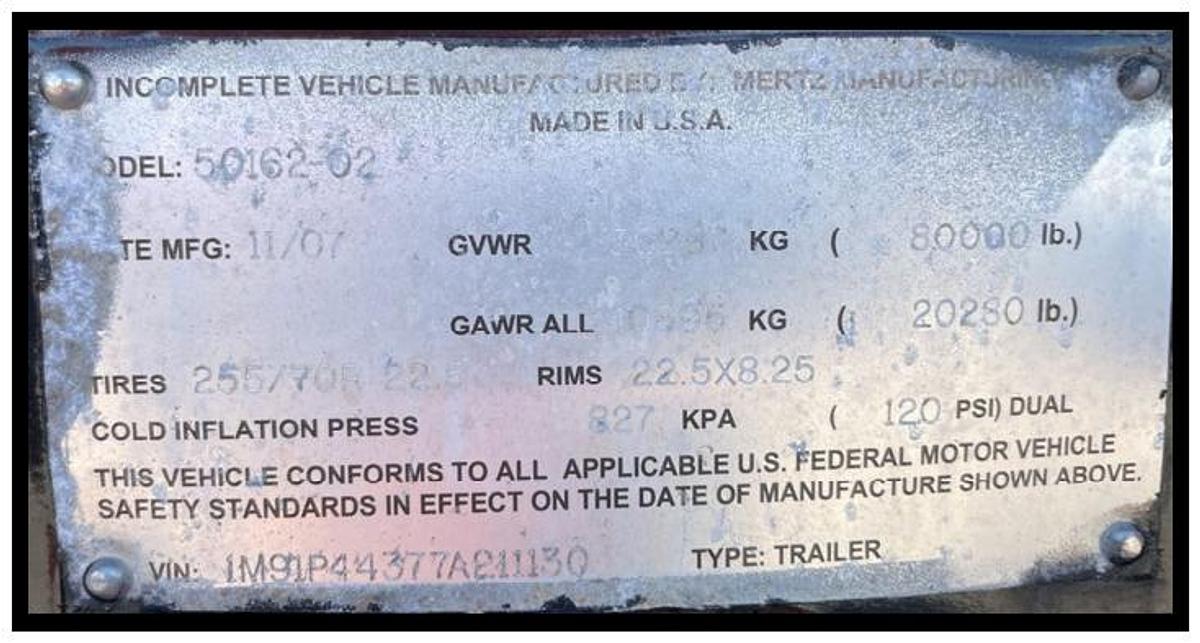 INCOMPLETE VEHICLE MANUFACTURED BY MERTZ MANUFACTURING
MADE IN U.S.A.
ODEL: 50162-02
TE MFG: 11/07 GVWR KG ( 80000 lb.)
GAWR ALL KG ( 20280 lb.)
TIRES 255/70R 22.5 RIMS 22.5X8.25
COLD INFLATION PRESS 827 KPA ( 120 PSI) DUAL
THIS VEHICLE CONFORMS TO ALL APPLICABLE U.S. FEDERAL MOTOR VEHICLE
SAFETY STANDARDS IN EFFECT ON THE DATE OF MANUFACTURE SHOWN ABOVE.
VIN: 1M91P44377A211130 TYPE: TRAILER